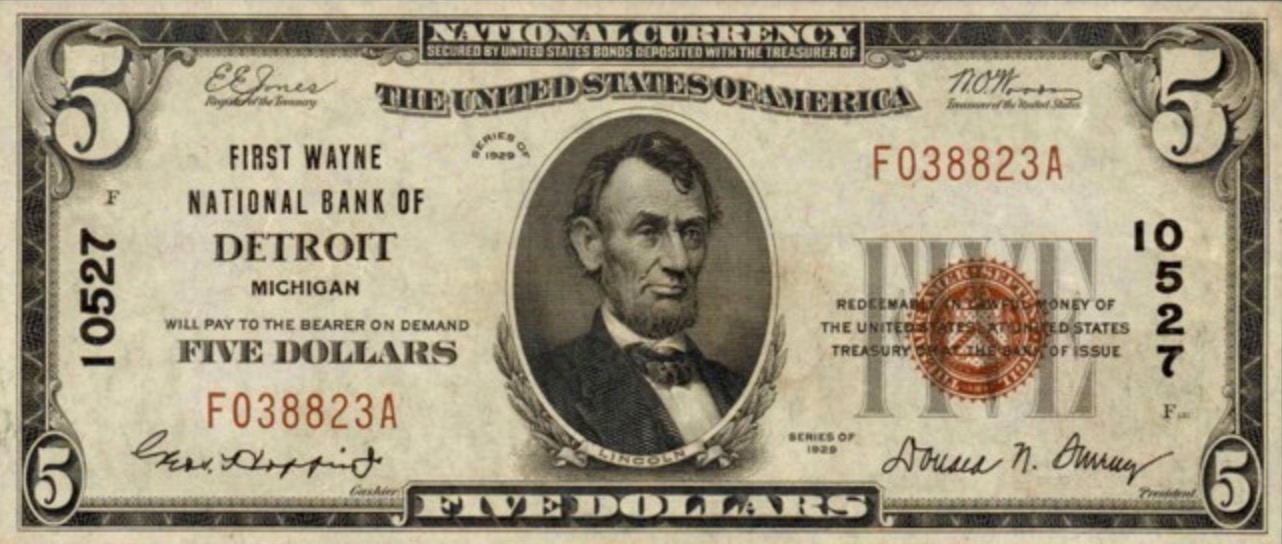 NATIONAL CURRENCY
SECURED BY UNITED STATES BONDS DEPOSITED WITH THE TREASURER OF
THE UNITED STATES OF AMERICA
5
5
E.E. Jones
Register of the Treasury
W.O. Woods
Treasurer of the United States
SERIES OF
1929
FIRST WAYNE
NATIONAL BANK OF
DETROIT
MICHIGAN
F
F038823A
10527
10527
WILL PAY TO THE BEARER ON DEMAND
FIVE DOLLARS
F038823A
FIVE
REDEEMABLE IN LAWFUL MONEY OF
THE UNITED STATES AT UNITED STATES
TREASURY OR AT THE BANK OF ISSUE
F
SERIES OF
1929
Cashier
Donald N.
President
LINCOLN
5
FIVE DOLLARS
5